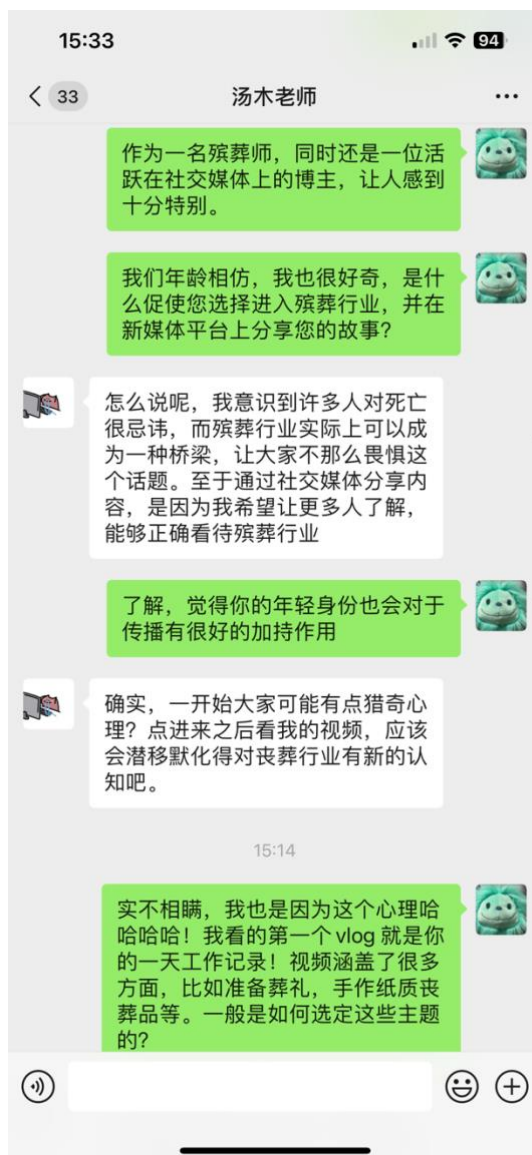 15:33
94
33
汤木老师
作为一名殡葬师，同时还是一位活
跃在社交媒体上的博主，让人感到
十分特别。
我们年龄相仿，我也很好奇，是什
么促使您选择进入殡葬行业，并在
新媒体平台上分享您的故事？
怎么说呢，我意识到许多人对死亡
很忌讳，而殡葬行业实际上可以成
为一种桥梁，让大家不那么畏惧这
个话题。至于通过社交媒体分享内
容，是因为我希望让更多人了解，
能够正确看待殡葬行业
了解，觉得你的年轻身份也会对于
传播有很好的加持作用
确实，一开始大家可能有点猎奇心
理？点进来之后看我的视频，应该
会潜移默化得对丧葬行业有新的认
知吧。
15:14
实不相瞒，我也是因为这个心理哈
哈哈哈！我看的第一个 vlog 就是你
的一天工作记录！视频涵盖了很多
方面，比如准备葬礼，手作纸质丧
葬品等。一般是如何选定这些主题
的？